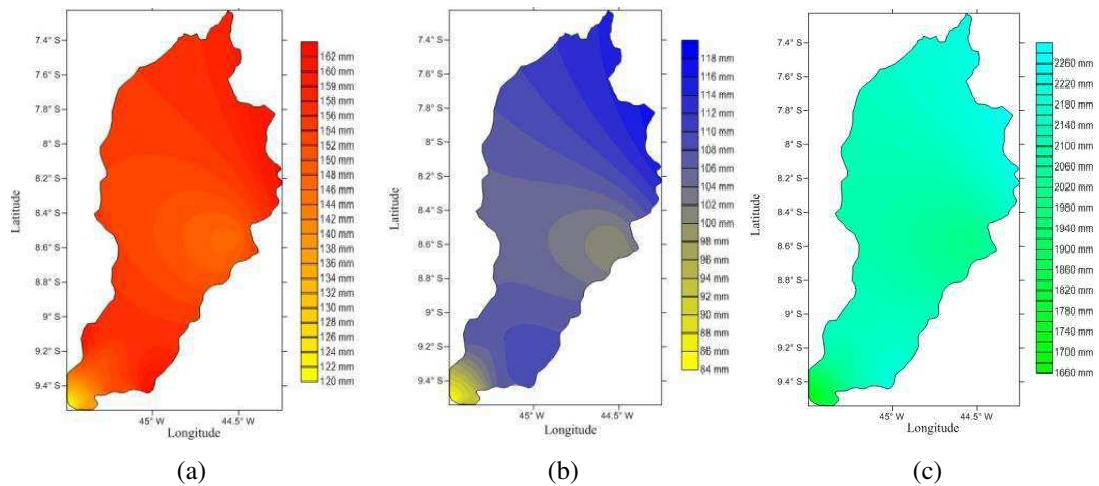 7.4° S
7.6° S
7.8° S
8° S
8.2° S
8.4° S
8.6° S
8.8° S
9° S
9.2° S
9.4° S
Latitude
45° W
44.5° W
Longitude
162 mm
160 mm
159 mm
156 mm
154 mm
152 mm
150 mm
148 mm
146 mm
144 mm
142 mm
140 mm
138 mm
136 mm
134 mm
132 mm
130 mm
128 mm
126 mm
124 mm
122 mm
120 mm
(a)
7.4° S
7.6° S
7.8° S
8° S
8.2° S
8.4° S
8.6° S
8.8° S
9° S
9.2° S
9.4° S
Latitude
45° W
44.5° W
Longitude
118 mm
116 mm
114 mm
112 mm
110 mm
108 mm
106 mm
104 mm
102 mm
100 mm
98 mm
96 mm
94 mm
92 mm
90 mm
88 mm
86 mm
84 mm
(b)
7.4° S
7.6° S
7.8° S
8° S
8.2° S
8.4° S
8.6° S
8.8° S
9° S
9.2° S
9.4° S
Latitude
45° W
44.5° W
Longitude
2260 mm
2220 mm
2180 mm
2140 mm
2100 mm
2060 mm
2020 mm
1980 mm
1940 mm
1900 mm
1860 mm
1820 mm
1780 mm
1740 mm
1700 mm
1660 mm
(c)